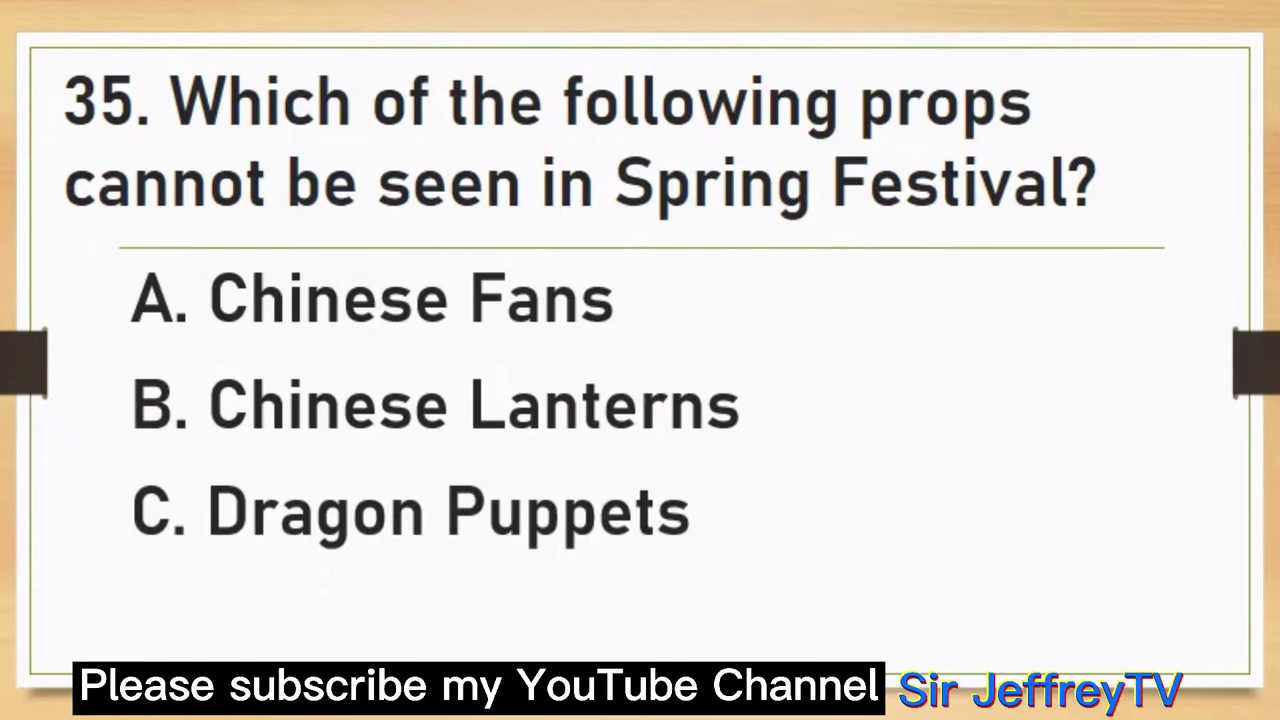 35. Which of the following props
cannot be seen in Spring Festival?
A. Chinese Fans
B. Chinese Lanterns
C. Dragon Puppets
Please subscribe my YouTube Channel Sir JeffreyTV